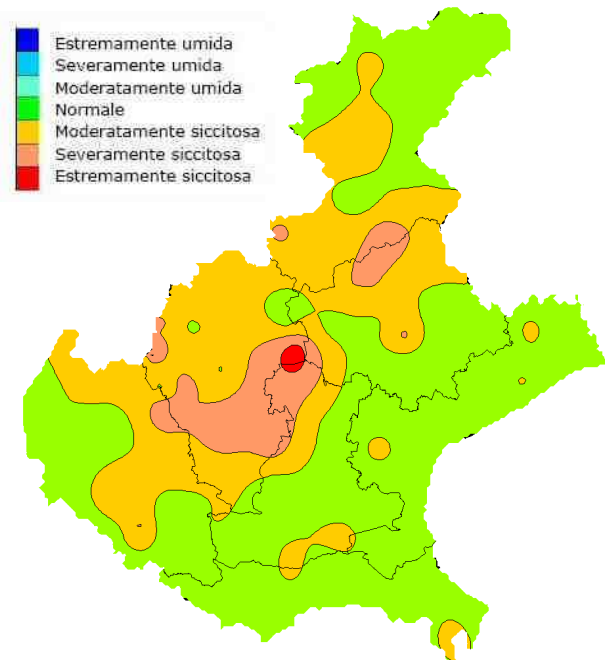 Estremamente umida
Severamente umida
Moderatamente umida
Normale
Moderatamente siccitosa
Severamente siccitosa
Estremamente siccitosa